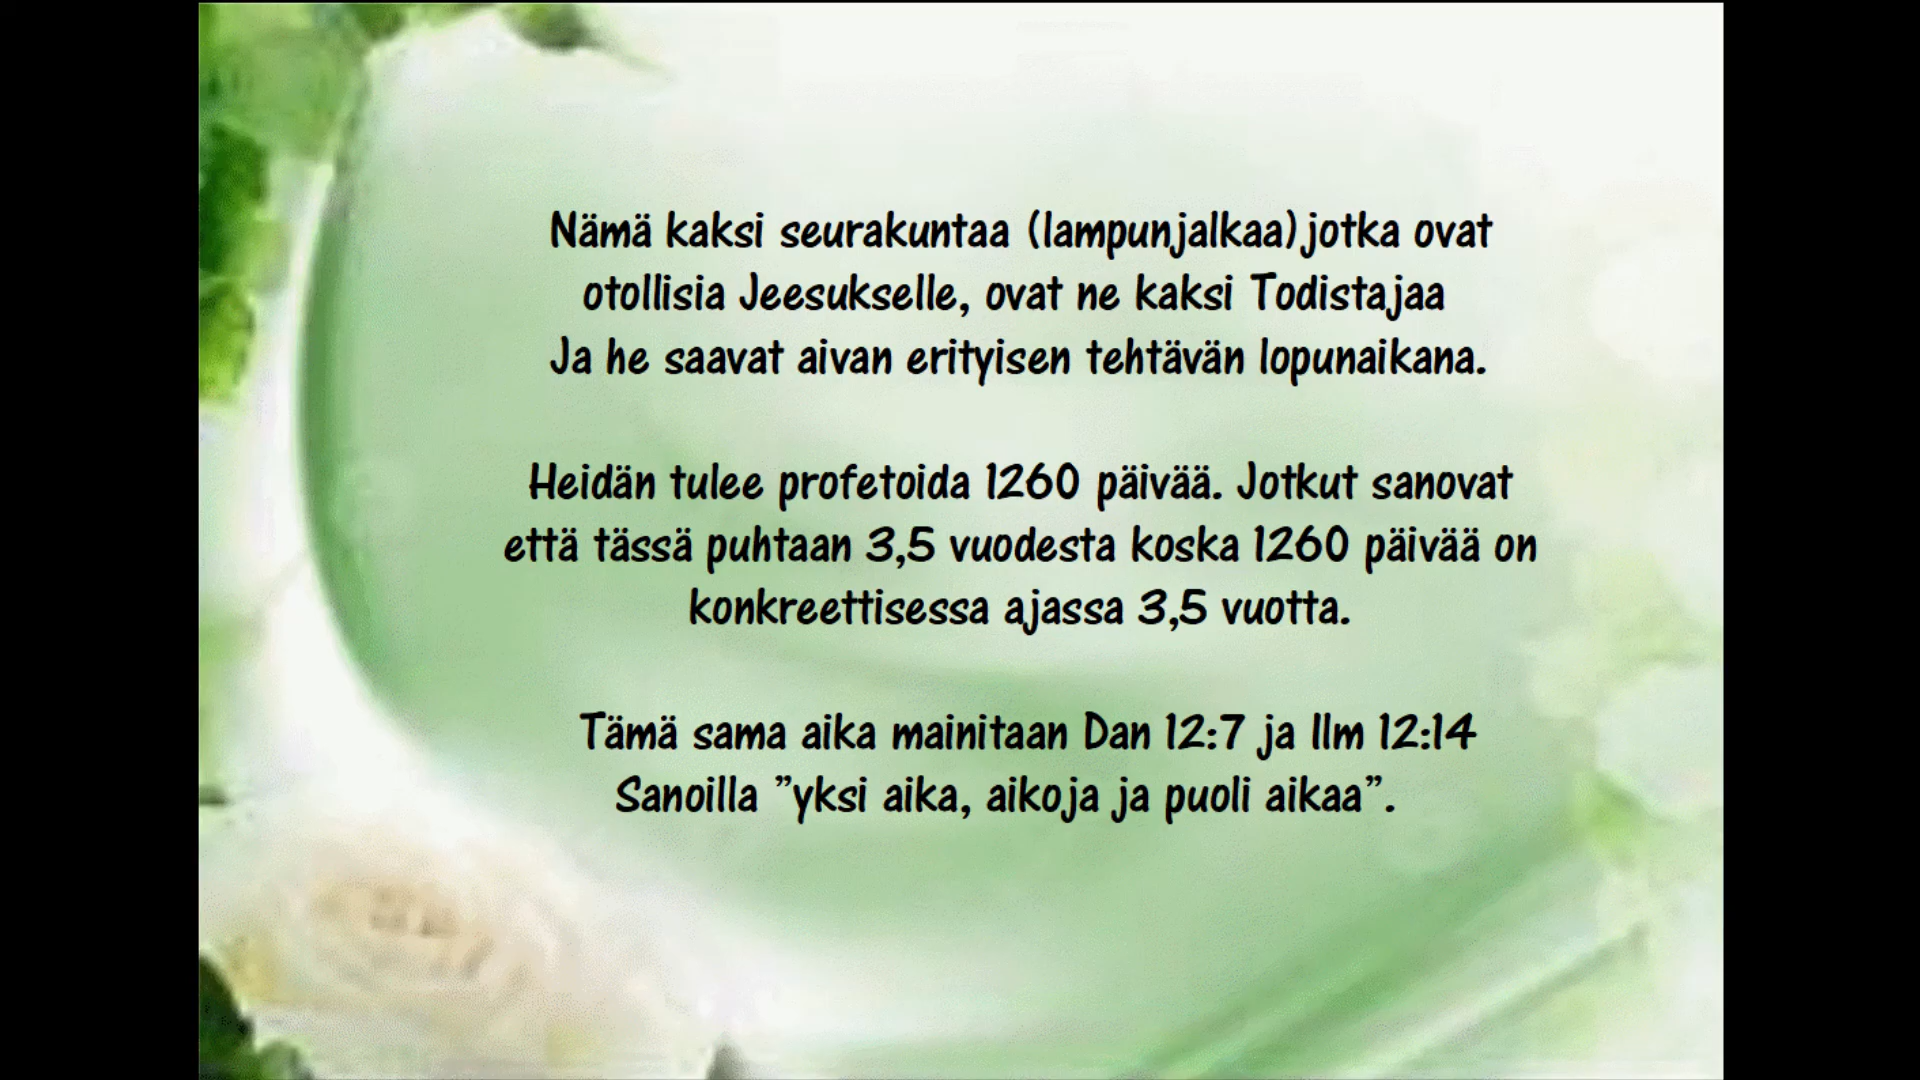 Nämä kaksi seurakuntaa (lampunjalkaa)jotka ovat
otollisia Jeesukselle, ovat ne kaksi Todistajaa
Ja he saavat aivan erityisen tehtävän lopunaikana.
Heidän tulee profetoida 1260 päivää. Jotkut sanovat
että tässä puhtaan 3,5 vuodesta koska 1260 päivää on
konkreettisessa ajassa 3,5 vuotta.
Tämä sama aika mainitaan Dan 12:7 ja Ilm 12:14
Sanoilla ”yksi aika, aikoja ja puoli aikaa”.